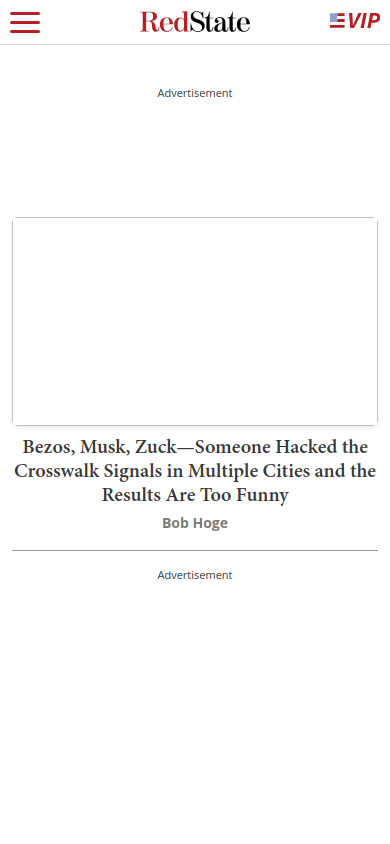 RedState
VIP
Advertisement
Bezos, Musk, Zuck—Someone Hacked the
Crosswalk Signals in Multiple Cities and the
Results Are Too Funny
Bob Hoge
Advertisement